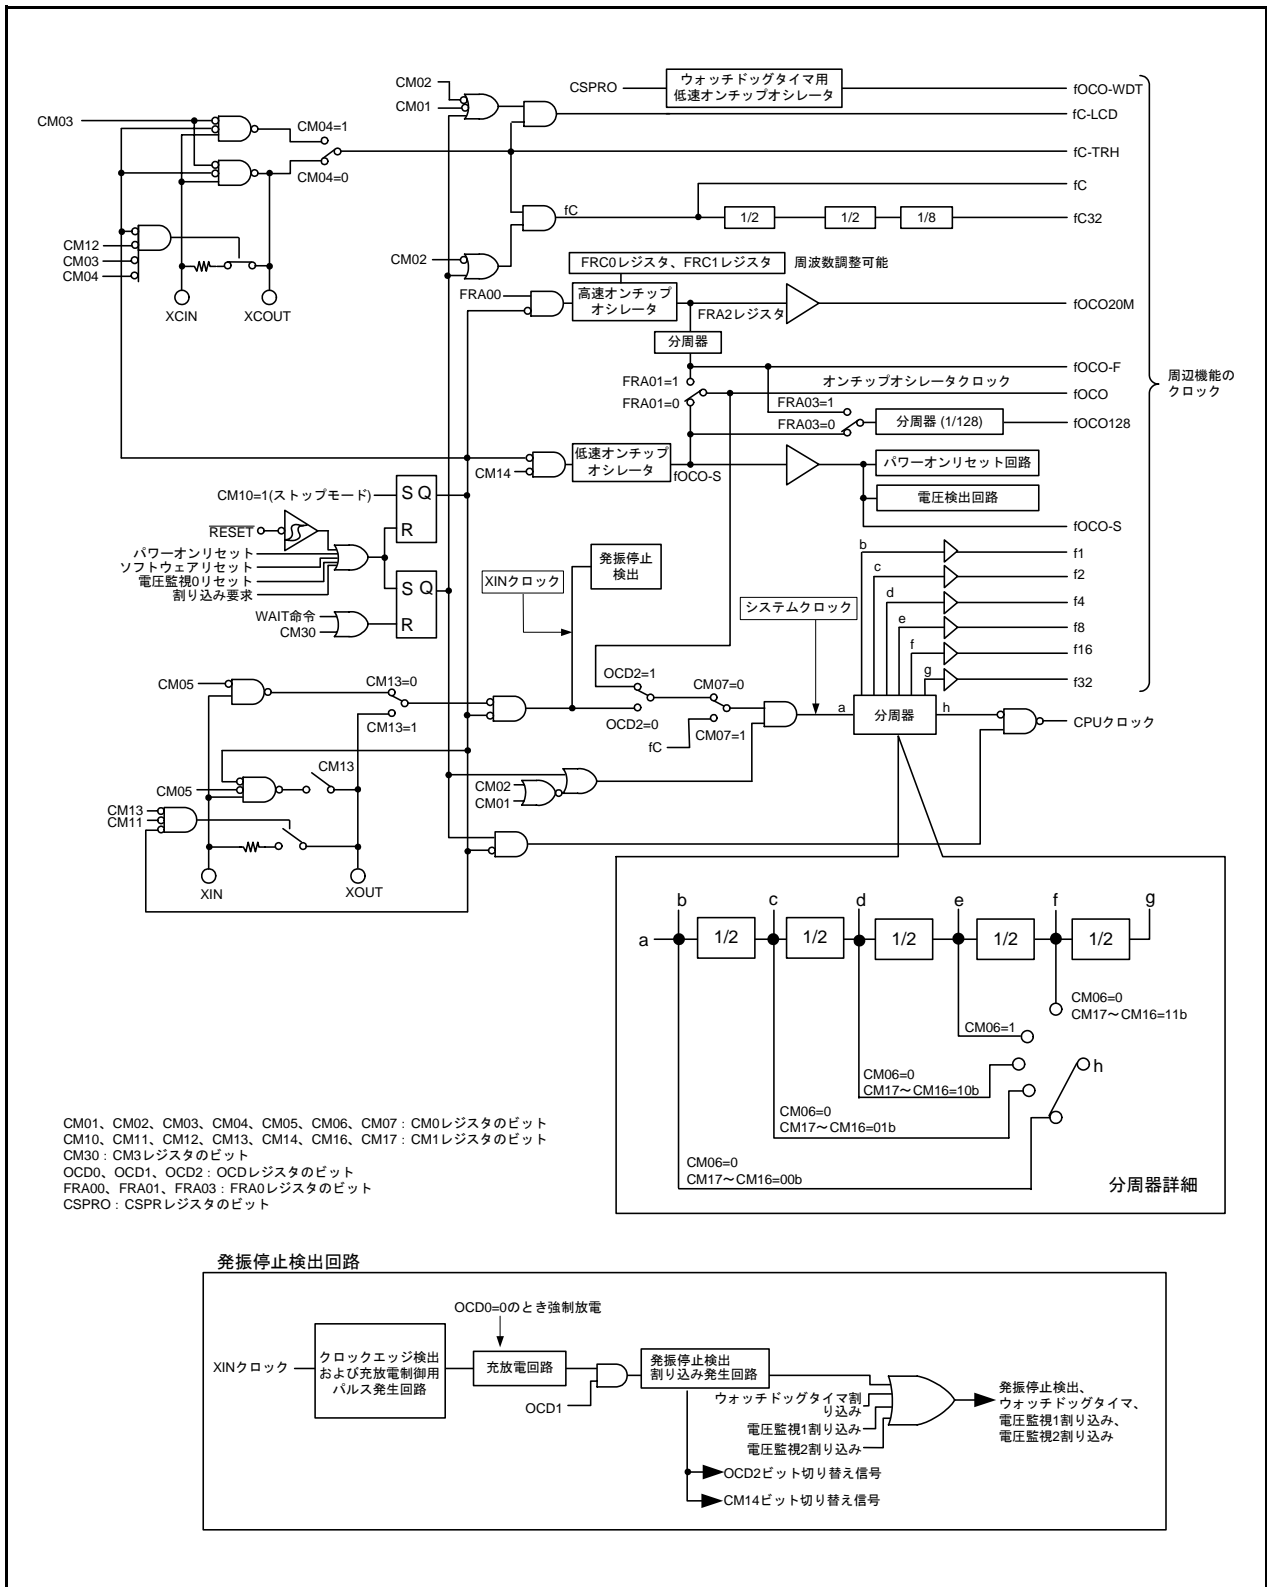 CM02
CM01
CSPRO
ウォッチドッグタイマ用
低速オンチップオシレータ
fOCO-WDT
fC-LCD
CM03
CM04=1
CM04=0
fC-TRH
fC
fC
1/2
1/2
1/8
fC32
CM12
CM03
CM04
CM02
XCIN
XCOUT
FRC0レジスタ、FRC1レジスタ
周波数調整可能
FRA00
高速オンチップ
オシレータ
FRA2レジスタ
fOCO20M
分周器
fOCO-F
FRA01=1
FRA01=0
オンチップオシレータクロック
fOCO
FRA03=1
FRA03=0
分周器 (1/128)
fOCO128
周辺機能の
クロック
CM14
低速オンチップ
オシレータ
fOCO-S
パワーオンリセット回路
電圧検出回路
fOCO-S
CM10=1(ストップモード)
S Q
R
RESET
パワーオンリセット
ソフトウェアリセット
電圧監視0リセット
割り込み要求
S Q
R
WAIT命令
CM30
XINクロック
発振停止
検出
システムクロック
b
c
d
e
f
g
f1
f2
f4
f8
f16
f32
CM05
CM13=0
CM13=1
OCD2=1
OCD2=0
CM07=0
CM07=1
fC
a
分周器
h
CPUクロック
CM13
CM05
CM02
CM01
CM13
CM11
XIN
XOUT
b
c
d
e
f
g
a
1/2
1/2
1/2
1/2
1/2
CM06=0
CM17～CM16=11b
CM06=1
h
CM06=0
CM17～CM16=10b
CM06=0
CM17～CM16=01b
CM06=0
CM17～CM16=00b
分周器詳細
CM01、CM02、CM03、CM04、CM05、CM06、CM07 : CM0レジスタのビット
CM10、CM11、CM12、CM13、CM14、CM16、CM17 : CM1レジスタのビット
CM30 : CM3レジスタのビット
OCD0、OCD1、OCD2 : OCDレジスタのビット
FRA00、FRA01、FRA03 : FRA0レジスタのビット
CSPRO : CSPRレジスタのビット
発振停止検出回路
OCD0=0のとき強制放電
XINクロック
クロックエッジ検出
および充放電制御用
パルス発生回路
充放電回路
OCD1
発振停止検出
割り込み発生回路
ウォッチドッグタイマ割
り込み
電圧監視1割り込み
電圧監視2割り込み
発振停止検出、
ウォッチドッグタイマ、
電圧監視1割り込み、
電圧監視2割り込み
OCD2ビット切り替え信号
CM14ビット切り替え信号